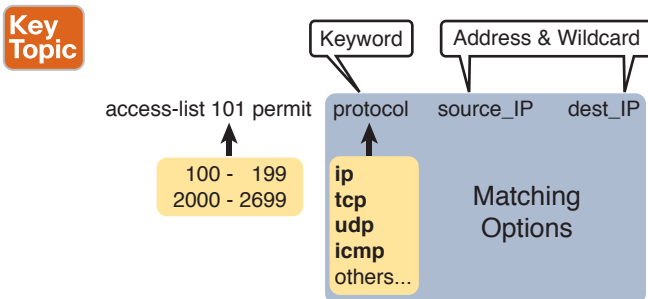 Key
Topic
Keyword
Address & Wildcard
access-list 101 permit protocol source_IP dest_IP
100 - 199
2000 - 2699
ip
tcp
udp
icmp
others...
Matching
Options